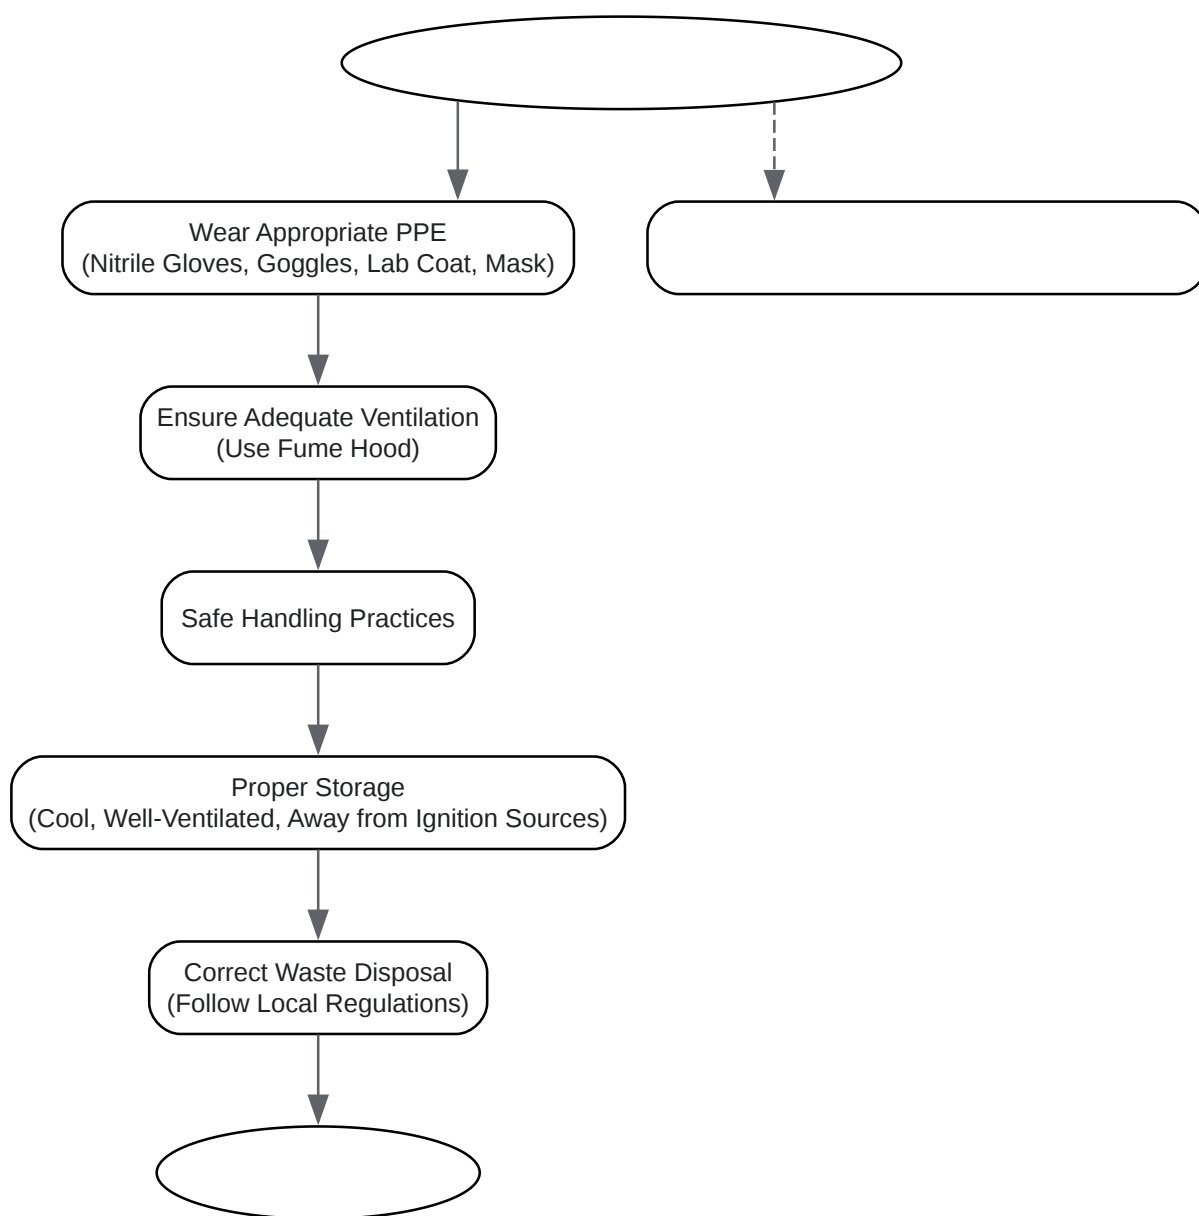 Wear Appropriate PPE
(Nitrile Gloves, Goggles, Lab Coat, Mask)
Ensure Adequate Ventilation
(Use Fume Hood)
Safe Handling Practices
Proper Storage
(Cool, Well-Ventilated, Away from Ignition Sources)
Correct Waste Disposal
(Follow Local Regulations)